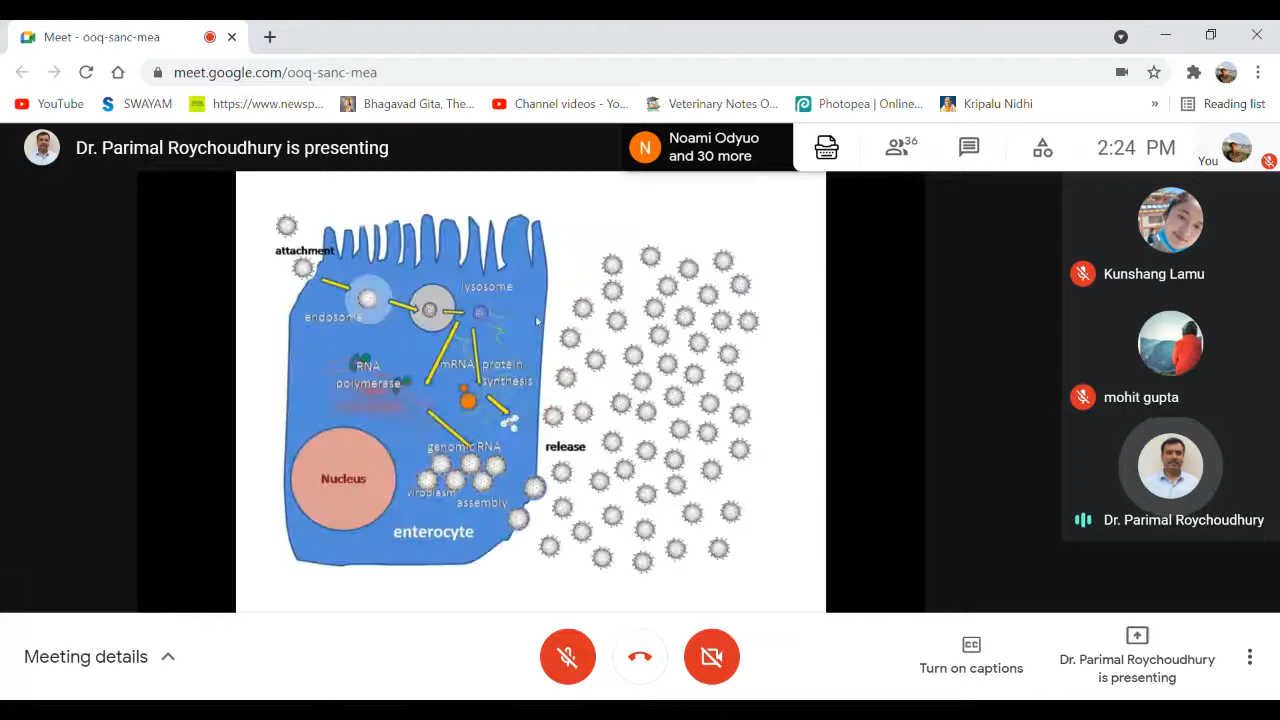 Meet - ooq-sanc-mea
meet.google.com/ooq-sanc-mea
YouTube
SWAYAM
https://www.newsp...
Bhagavad Gita, The...
Channel videos - Yo...
Veterinary Notes O...
Photopea | Online...
Kripalu Nidhi
»
Reading list
Dr. Parimal Roychoudhury is presenting
N
Noami Odyuo
and 30 more
36
2:24 PM
You
attachment
lysosome
endosome
RNA
polymerase
mRNA
protein
synthesis
genomic RNA
viroplasm
assembly
Nucleus
enterocyte
release
Kunshang Lamu
mohit gupta
Dr. Parimal Roychoudhury
Meeting details
CC
Turn on captions
Dr. Parimal Roychoudhury
is presenting